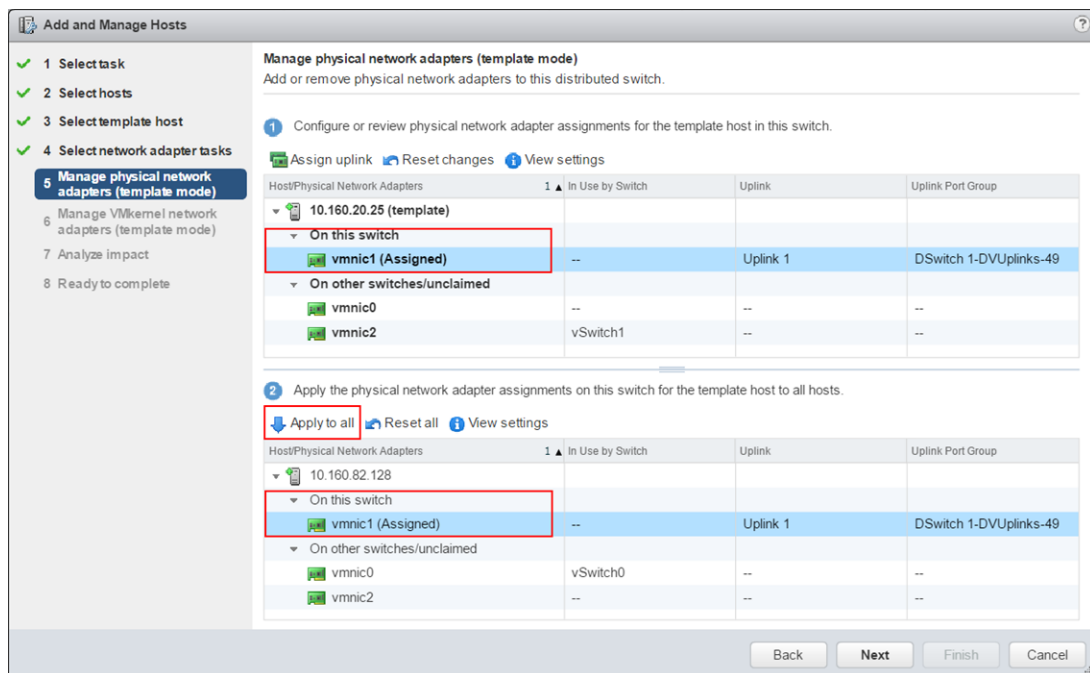 Add and Manage Hosts
?
1 Select task
2 Select hosts
3 Select template host
4 Select network adapter tasks
5 Manage physical network
adapters (template mode)
6 Manage VMkernel network
adapters (template mode)
7 Analyze impact
8 Ready to complete
Manage physical network adapters (template mode)
Add or remove physical network adapters to this distributed switch.
1 Configure or review physical network adapter assignments for the template host in this switch.
Assign uplink Reset changes View settings
Host/Physical Network Adapters 1 ▲ In Use by Switch Uplink Uplink Port Group
10.160.20.25 (template)
On this switch
vmnic1 (Assigned) -- Uplink 1 DSwitch 1-DVUplinks-49
On other switches/unclaimed
vmnic0 -- -- --
vmnic2 vSwitch1 -- --
2 Apply the physical network adapter assignments on this switch for the template host to all hosts.
Apply to all Reset all View settings
Host/Physical Network Adapters 1 ▲ In Use by Switch Uplink Uplink Port Group
10.160.82.128
On this switch
vmnic1 (Assigned) -- Uplink 1 DSwitch 1-DVUplinks-49
On other switches/unclaimed
vmnic0 vSwitch0 -- --
vmnic2 -- -- --
Back Next Finish Cancel